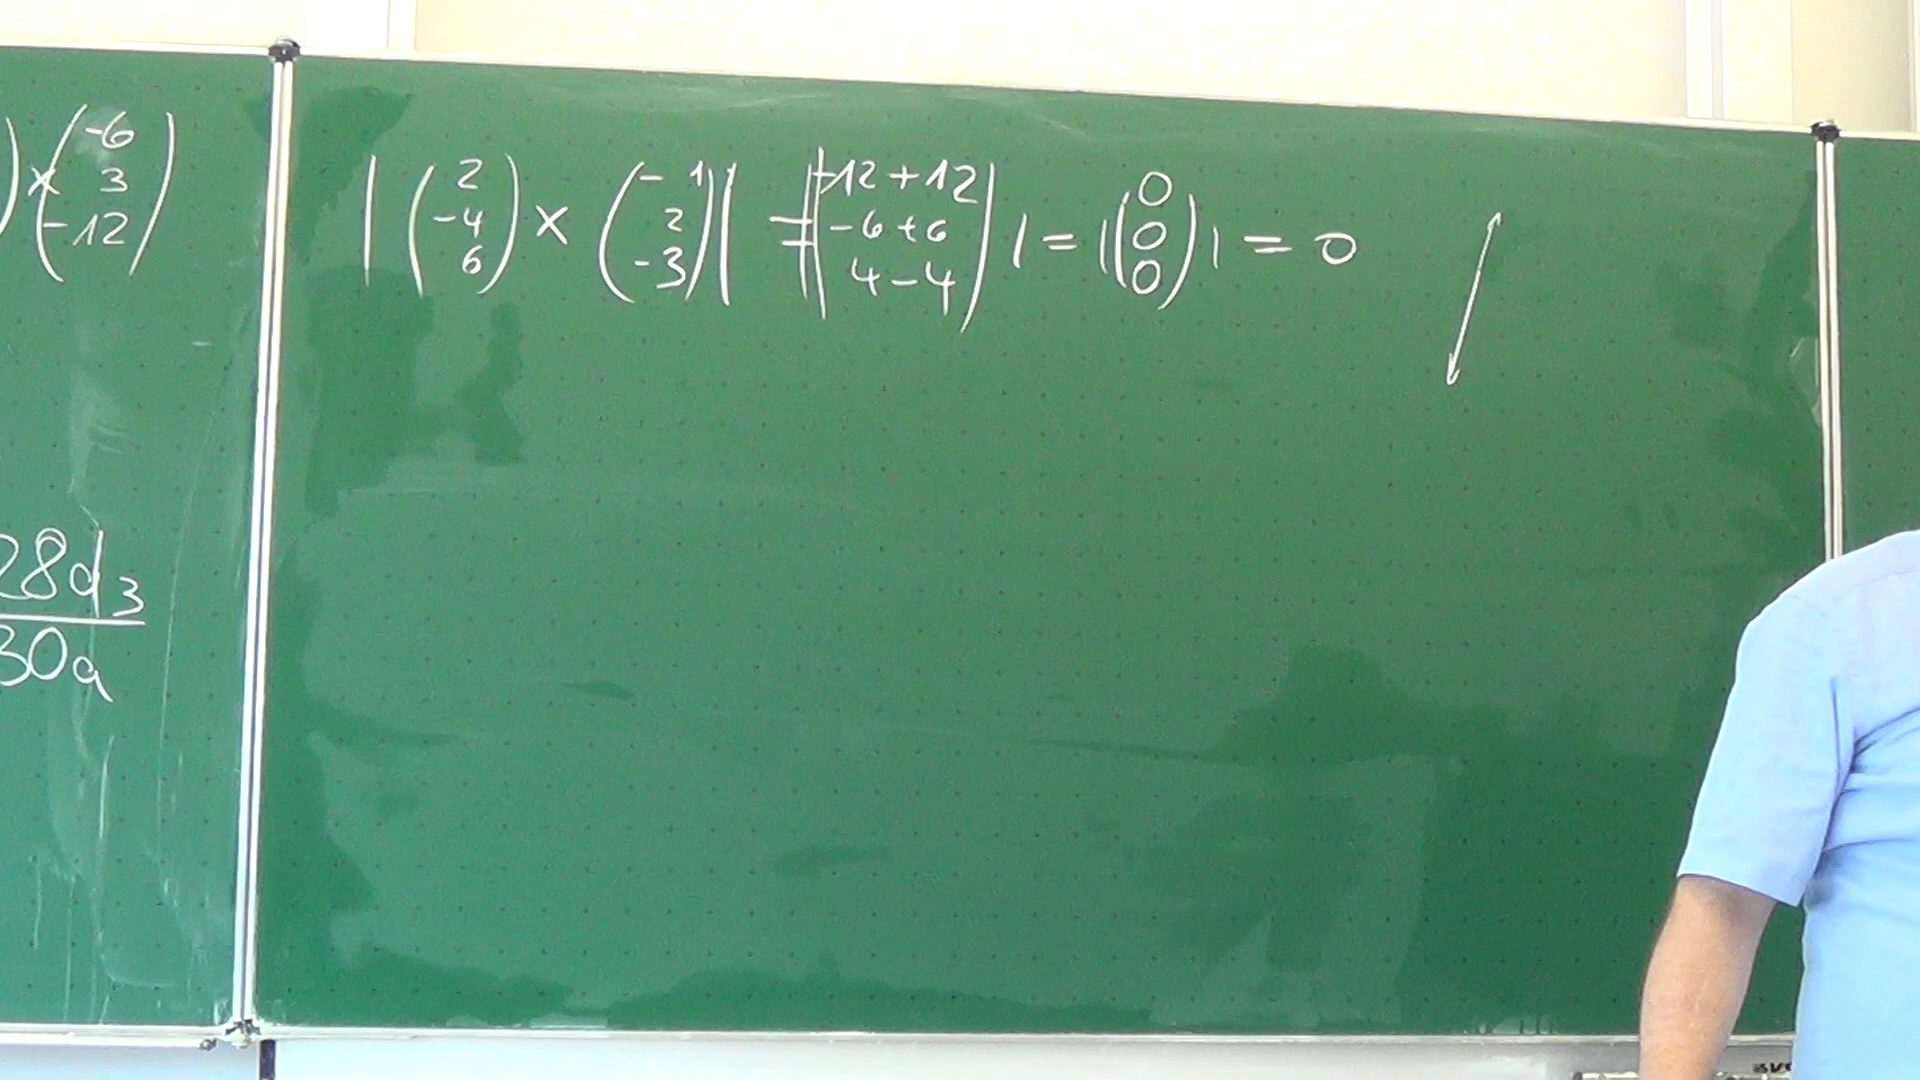 ) × (-6 3 -12)
| (2 -4 6) × (-1 2 -3) | = | |-12+12 -6+6 4-4| | = |(0 0 0)| = 0
28d3
30a